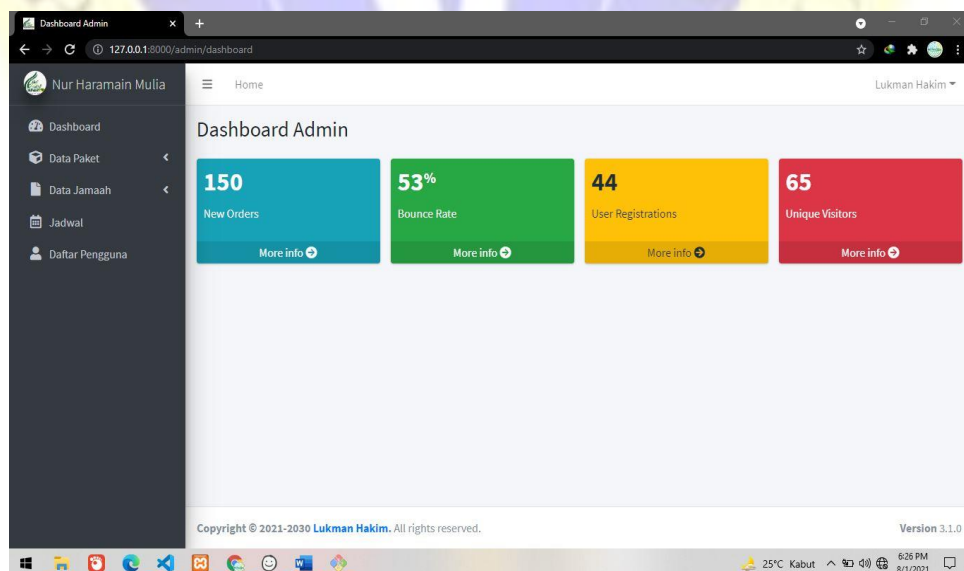 Dashboard Admin
127.0.0.1:8000/admin/dashboard
Nur Haramain Mulia
Home
Lukman Hakim
Dashboard
Data Paket
Data Jamaah
Jadwal
Daftar Pengguna
Dashboard Admin
150
New Orders
More info
53%
Bounce Rate
More info
44
User Registrations
More info
65
Unique Visitors
More info
Copyright © 2021-2030 Lukman Hakim. All rights reserved.
Version 3.1.0
25°C Kabut
6:26 PM
8/1/2021